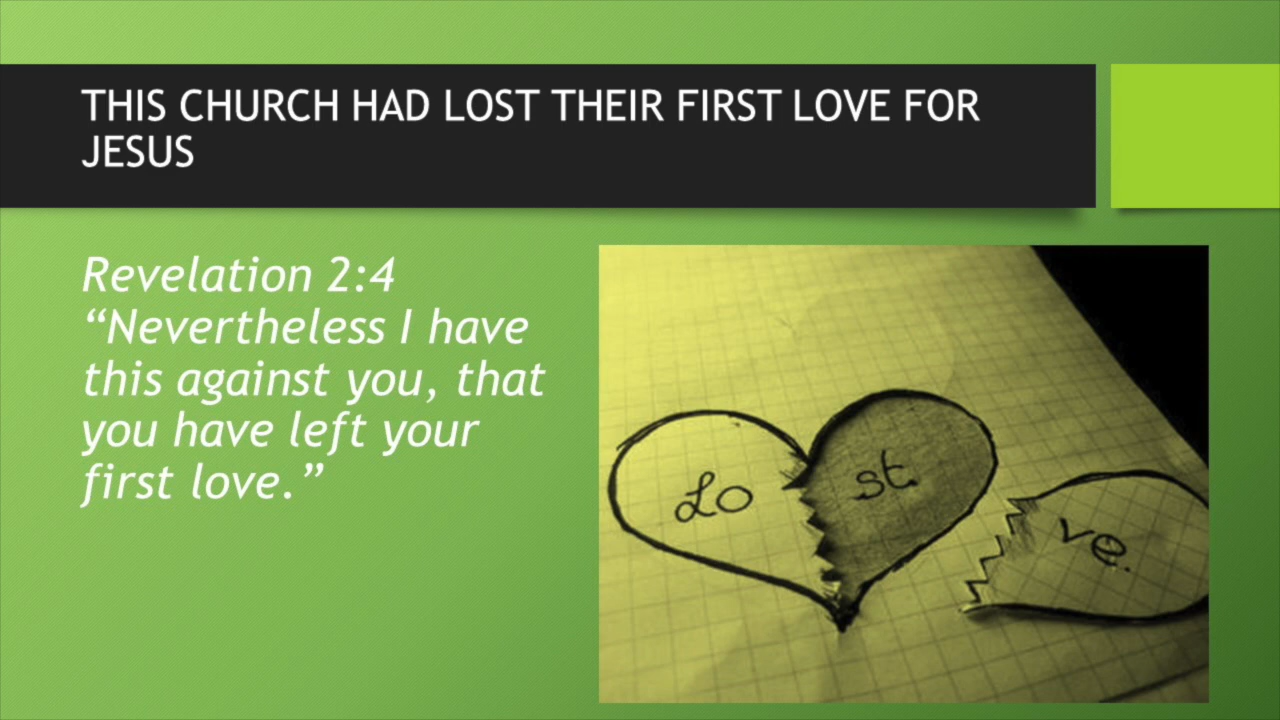 THIS CHURCH HAD LOST THEIR FIRST LOVE FOR
JESUS
Revelation 2:4
“Nevertheless I have
this against you, that
you have left your
first love.”
Lo st ve.